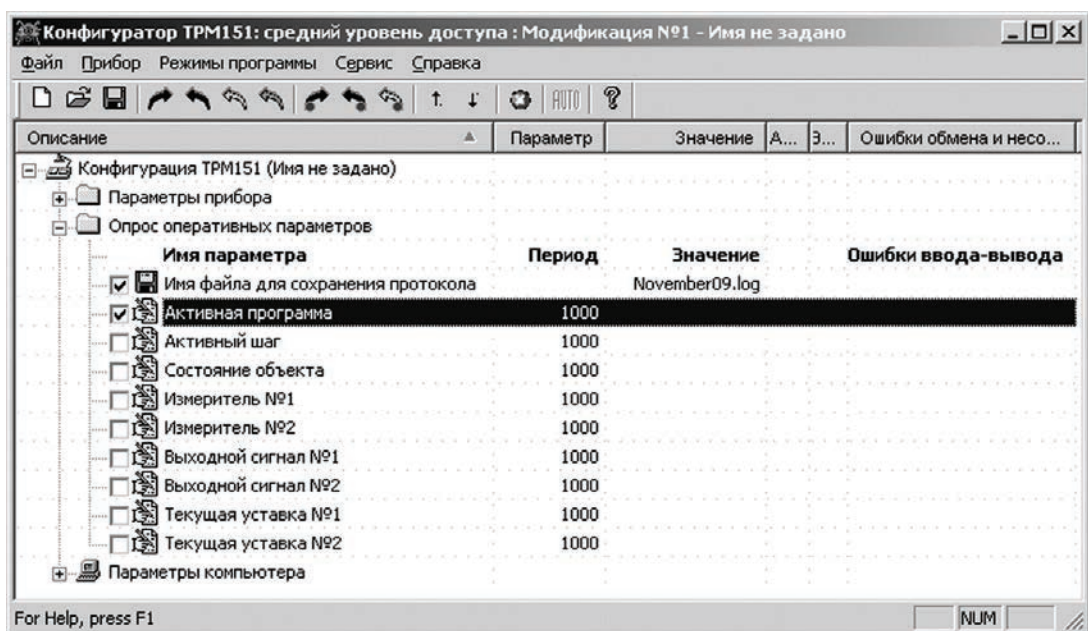 Конфигуратор ТРМ151: средний уровень доступа : Модификация №1 - Имя не задано
Файл Прибор Режимы программы Сервис Справка
AUTO
Описание Параметр Значение А... З... Ошибки обмена и несо...
Конфигурация ТРМ151 (Имя не задано)
Параметры прибора
Опрос оперативных параметров
Имя параметра Период Значение Ошибки ввода-вывода
Имя файла для сохранения протокола November09.log
Активная программа 1000
Активный шаг 1000
Состояние объекта 1000
Измеритель №1 1000
Измеритель №2 1000
Выходной сигнал №1 1000
Выходной сигнал №2 1000
Текущая уставка №1 1000
Текущая уставка №2 1000
Параметры компьютера
For Help, press F1 NUM